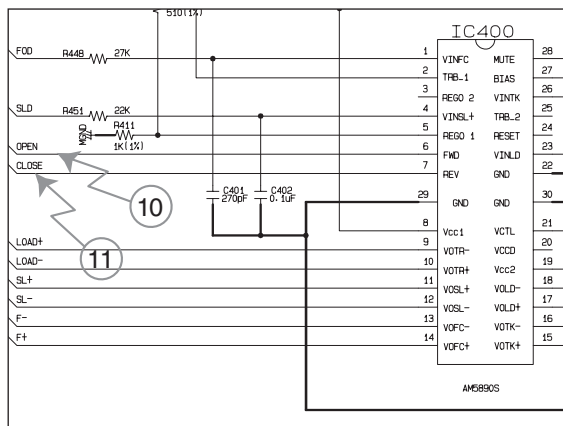 510(1%)
IC400
FOD R448 27K 1 VINFC MUTE 28
2 TRB_1 BIAS 27
3 REGO 2 VINTK 26
SLD R451 22K 4 VINSL+ TRB_2 25
MGND R411 1K(1%) 5 REGO 1 RESET 24
OPEN 6 FWD VINLD 23
CLOSE 7 REV GND 22
10
C401 270pF C402 0.1uF 29 GND GND 30
8 Vcc1 VCTL 21
11
LOAD+ 9 VOTR- VCCD 20
LOAD- 10 VOTR+ Vcc2 19
SL+ 11 VOSL+ VOLD- 18
SL- 12 VOSL- VOLD+ 17
F- 13 VOFC- VOTK- 16
F+ 14 VOFC+ VOTK+ 15
AM5890S